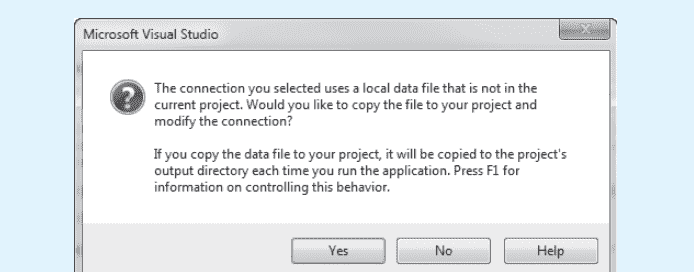 Microsoft Visual Studio
The connection you selected uses a local data file that is not in the
current project. Would you like to copy the file to your project and
modify the connection?
If you copy the data file to your project, it will be copied to the project's
output directory each time you run the application. Press F1 for
information on controlling this behavior.
Yes No Help